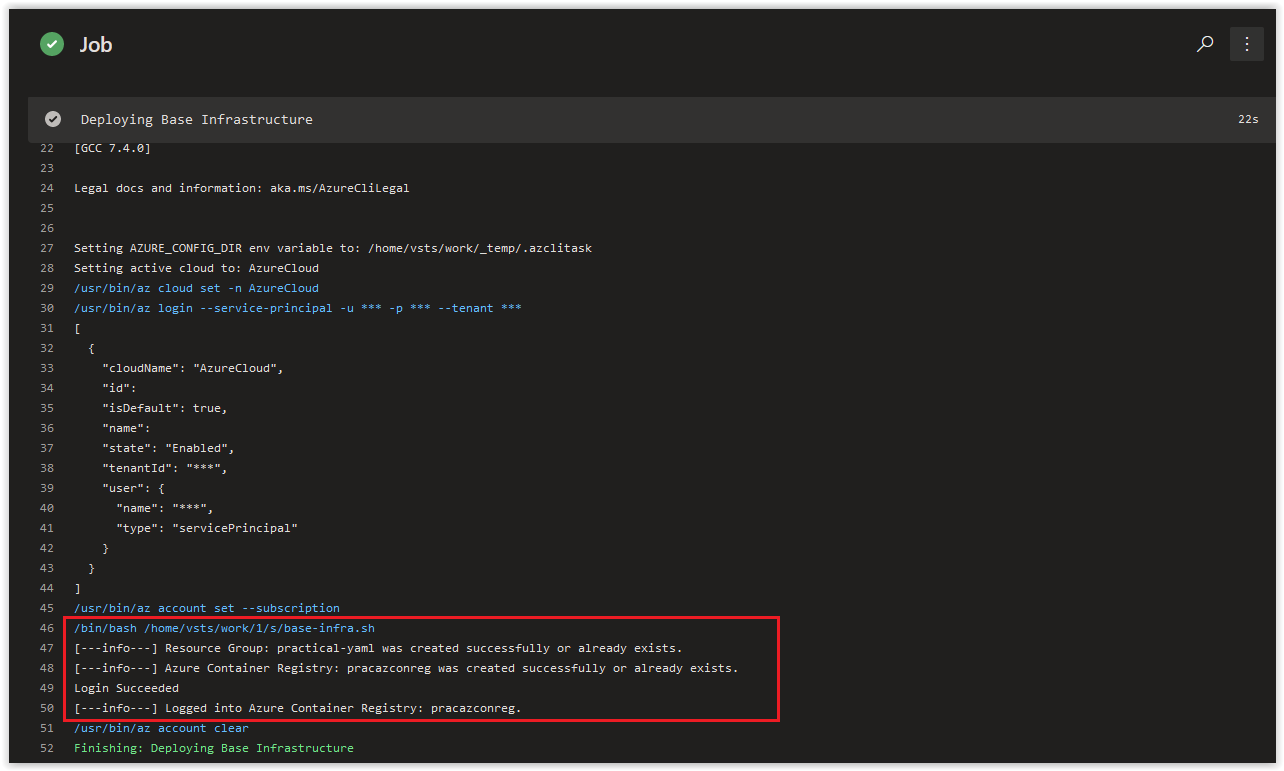 Job
Deploying Base Infrastructure 22s
22 [GCC 7.4.0]
23
24 Legal docs and information: aka.ms/AzureCliLegal
25
26
27 Setting AZURE_CONFIG_DIR env variable to: /home/vsts/work/_temp/.azclitask
28 Setting active cloud to: AzureCloud
29 /usr/bin/az cloud set -n AzureCloud
30 /usr/bin/az login --service-principal -u *** -p *** --tenant ***
31 [
32   {
33     "cloudName": "AzureCloud",
34     "id":
35     "isDefault": true,
36     "name":
37     "state": "Enabled",
38     "tenantId": "***",
39     "user": {
40       "name": "***",
41       "type": "servicePrincipal"
42     }
43   }
44 ]
45 /usr/bin/az account set --subscription
46 /bin/bash /home/vsts/work/1/s/base-infra.sh
47 [---info---] Resource Group: practical-yaml was created successfully or already exists.
48 [---info---] Azure Container Registry: pracazconreg was created successfully or already exists.
49 Login Succeeded
50 [---info---] Logged into Azure Container Registry: pracazconreg.
51 /usr/bin/az account clear
52 Finishing: Deploying Base Infrastructure